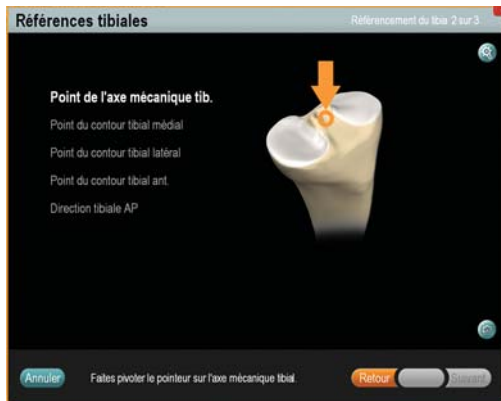 Références tibiales
Référencement du tibia 2 sur 3
Point de l'axe mécanique tib.
Point du contour tibial médial
Point du contour tibial latéral
Point du contour tibial ant.
Direction tibiale AP
Annuler
Faites pivoter le pointeur sur l'axe mécanique tibial.
Retour
Suivant